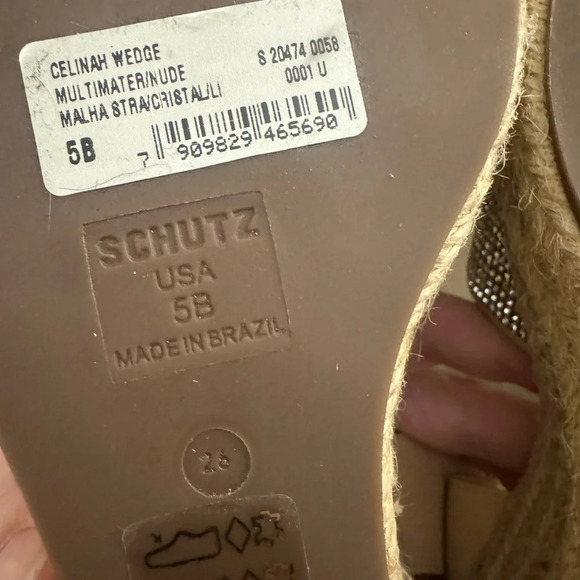 CELINAH WEDGE S 20474 0058
MULTIMATER/NUDE 0001 U
MALHA STRA/CRISTAL/LI
5B 7 909829 465690
SCHUTZ
USA
5B
MADE IN BRAZIL
26